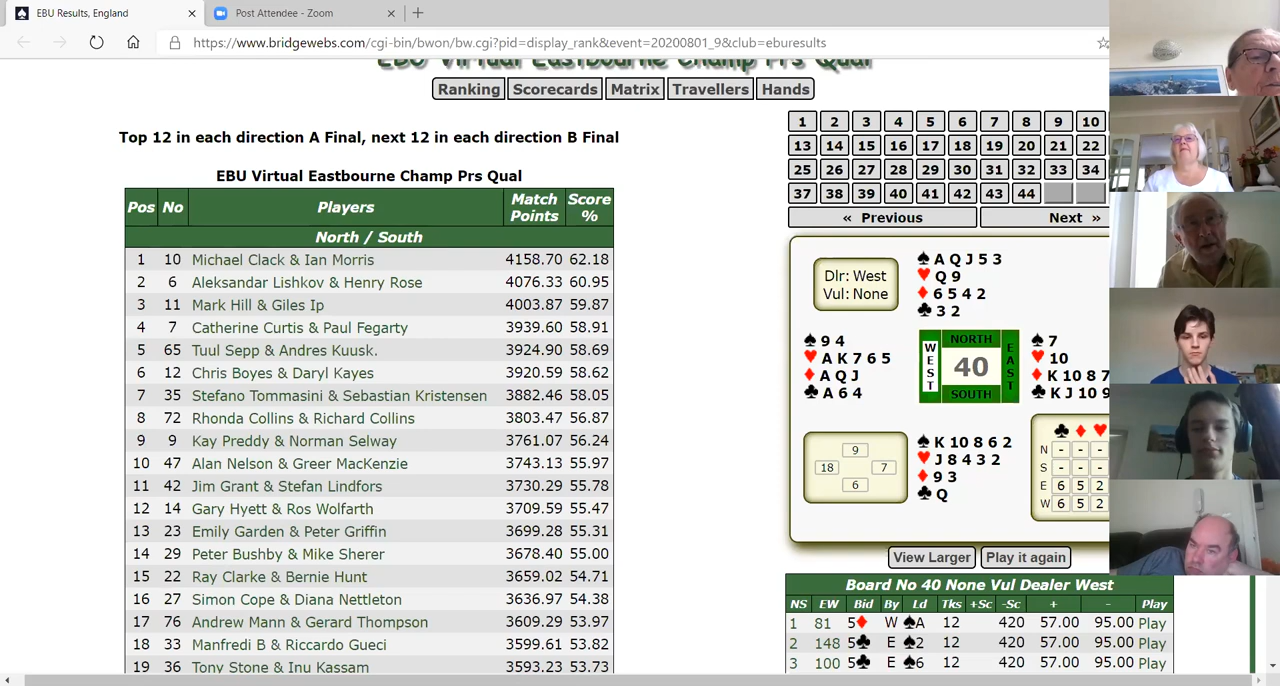 EBU Results, England
Post Attendee - Zoom
https://www.bridgewebs.com/cgi-bin/bwon/bw.cgi?pid=display_rank&event=20200801_9&club=eburesults
EBU Virtual Eastbourne Champ Prs Qual
Ranking Scorecards Matrix Travellers Hands
Top 12 in each direction A Final, next 12 in each direction B Final
EBU Virtual Eastbourne Champ Prs Qual
Pos No Players Match Points Score %
North / South
1 10 Michael Clack & Ian Morris 4158.70 62.18
2 6 Aleksandar Lishkov & Henry Rose 4076.33 60.95
3 11 Mark Hill & Giles Ip 4003.87 59.87
4 7 Catherine Curtis & Paul Fegarty 3939.60 58.91
5 65 Tuul Sepp & Andres Kuusk. 3924.90 58.69
6 12 Chris Boyes & Daryl Kayes 3920.59 58.62
7 35 Stefano Tommasini & Sebastian Kristensen 3882.46 58.05
8 72 Rhonda Collins & Richard Collins 3803.47 56.87
9 9 Kay Preddy & Norman Selway 3761.07 56.24
10 47 Alan Nelson & Greer MacKenzie 3743.13 55.97
11 42 Jim Grant & Stefan Lindfors 3730.29 55.78
12 14 Gary Hyett & Ros Wolfarth 3709.59 55.47
13 23 Emily Garden & Peter Griffin 3699.28 55.31
14 29 Peter Bushby & Mike Sherer 3678.40 55.00
15 22 Ray Clarke & Bernie Hunt 3659.02 54.71
16 27 Simon Cope & Diana Nettleton 3636.97 54.38
17 76 Andrew Mann & Gerard Thompson 3609.29 53.97
18 33 Manfredi B & Riccardo Gueci 3599.61 53.82
19 36 Tony Stone & Inu Kassam 3593.23 53.73
1 2 3 4 5 6 7 8 9 10
13 14 15 16 17 18 19 20 21 22
25 26 27 28 29 30 31 32 33 34
37 38 39 40 41 42 43 44
« Previous Next »
Dlr: West
Vul: None
♠ A Q J 5 3
♥ Q 9
♦ 6 5 4 2
♣ 3 2
♠ 9 4
♥ A K 7 6 5
♦ A Q J
♣ A 6 4
NORTH
WEST 40 EAST
SOUTH
♠ 7
♥ 10
♦ K 10 8 7
♣ K J 10 9
9
18 7
6
♠ K 10 8 6 2
♥ J 8 4 3 2
♦ 9 3
♣ Q
♣ ♦ ♥
N - - -
S - - -
E 6 5 2
W 6 5 2
View Larger Play it again
Board No 40 None Vul Dealer West
NS EW Bid By Ld Tks +Sc -Sc + - Play
1 81 5♦ W ♠A 12 420 57.00 95.00 Play
2 148 5♣ E ♠2 12 420 57.00 95.00 Play
3 100 5♣ E ♠6 12 420 57.00 95.00 Play